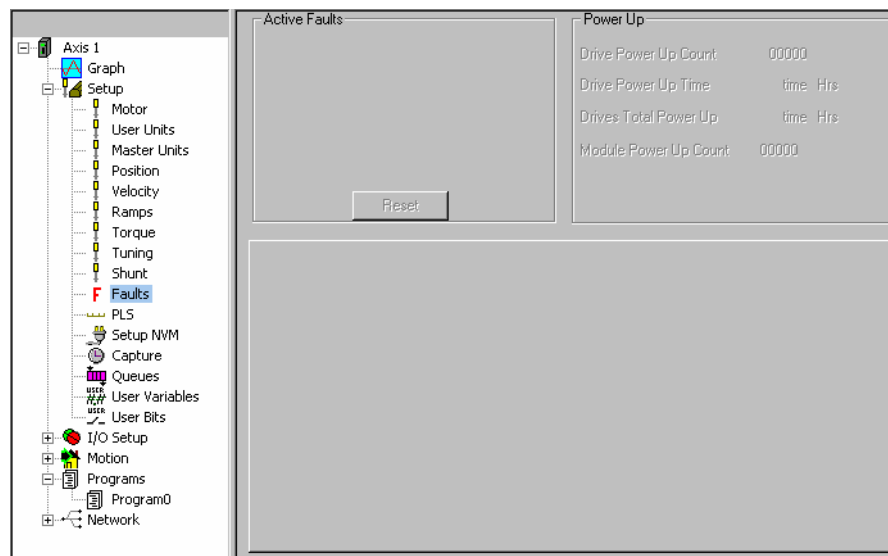 Axis 1
Graph
Setup
Motor
User Units
Master Units
Position
Velocity
Ramps
Torque
Tuning
Shunt
F Faults
PLS
Setup NVM
Capture
Queues
USER
#.# User Variables
USER
User Bits
I/O Setup
Motion
Programs
Program0
Network
Active Faults
Reset
Power Up
Drive Power Up Count 00000
Drive Power Up Time time Hrs
Drives Total Power Up time Hrs
Module Power Up Count 00000